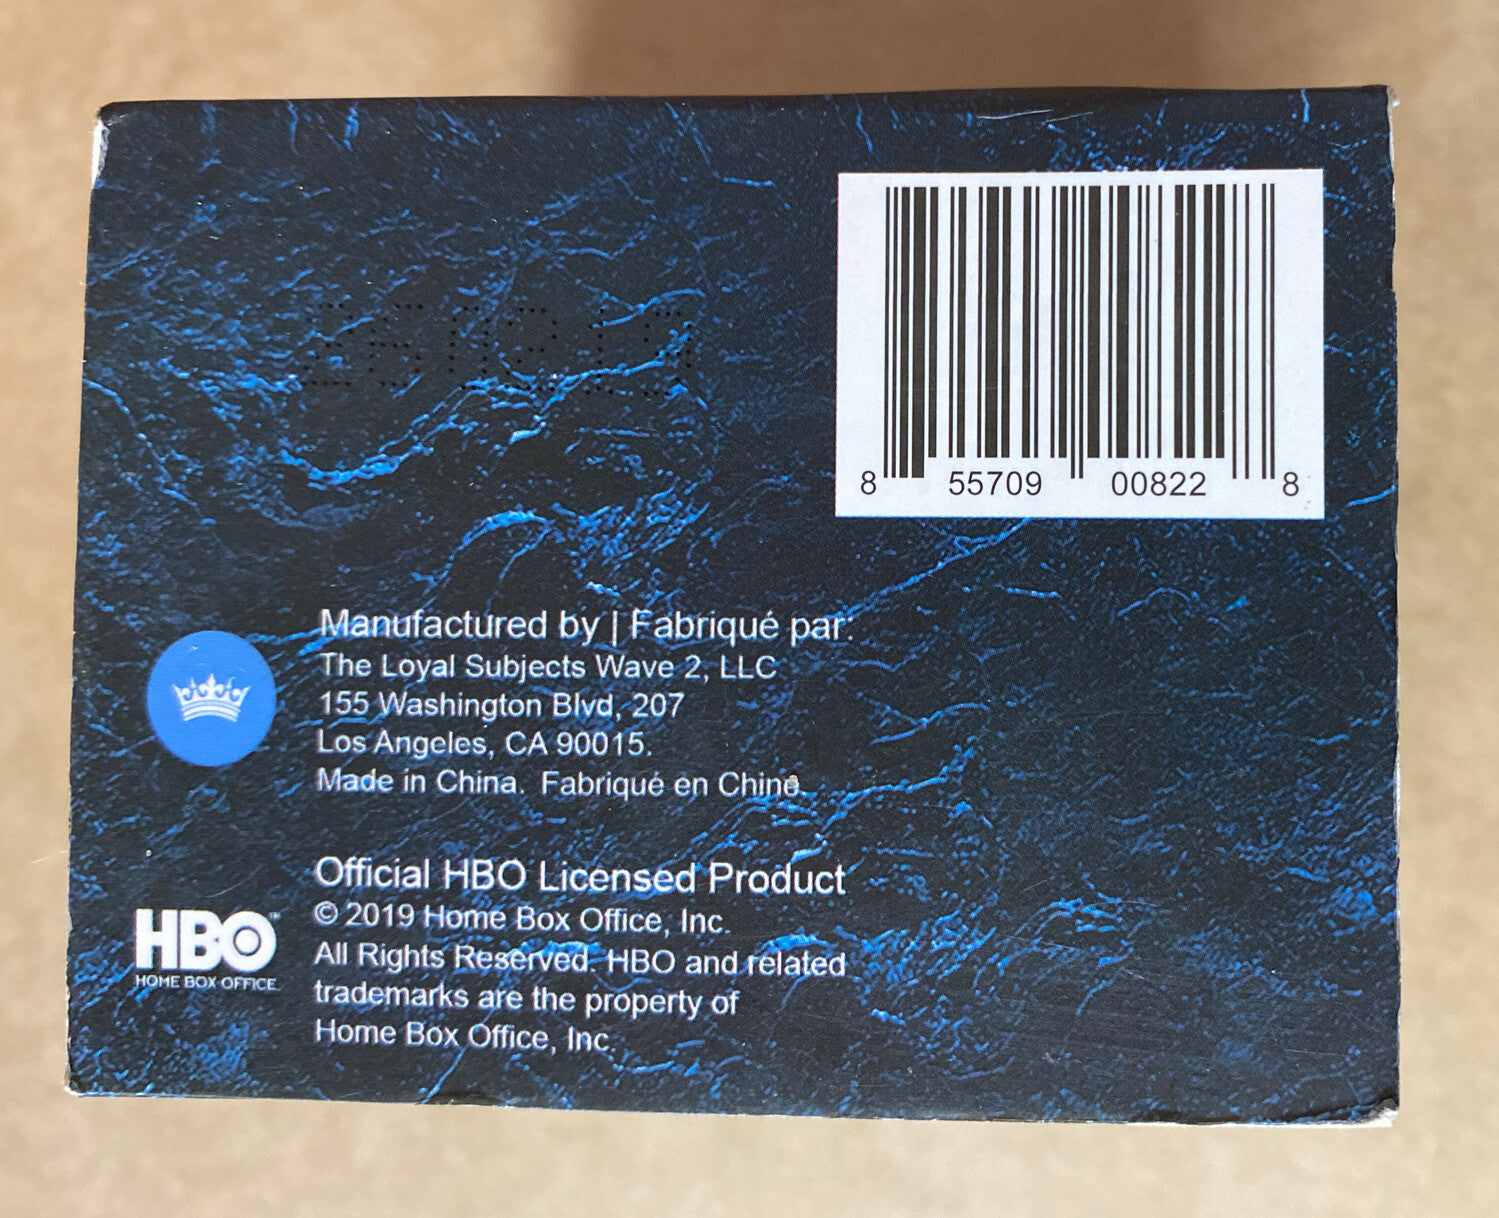 8 55709 00822 8
Manufactured by | Fabriqué par:
The Loyal Subjects Wave 2, LLC
155 Washington Blvd, 207
Los Angeles, CA 90015.
Made in China. Fabriqué en Chine.
Official HBO Licensed Product
© 2019 Home Box Office, Inc.
All Rights Reserved. HBO and related
trademarks are the property of
Home Box Office, Inc.
HBO™
HOME BOX OFFICE